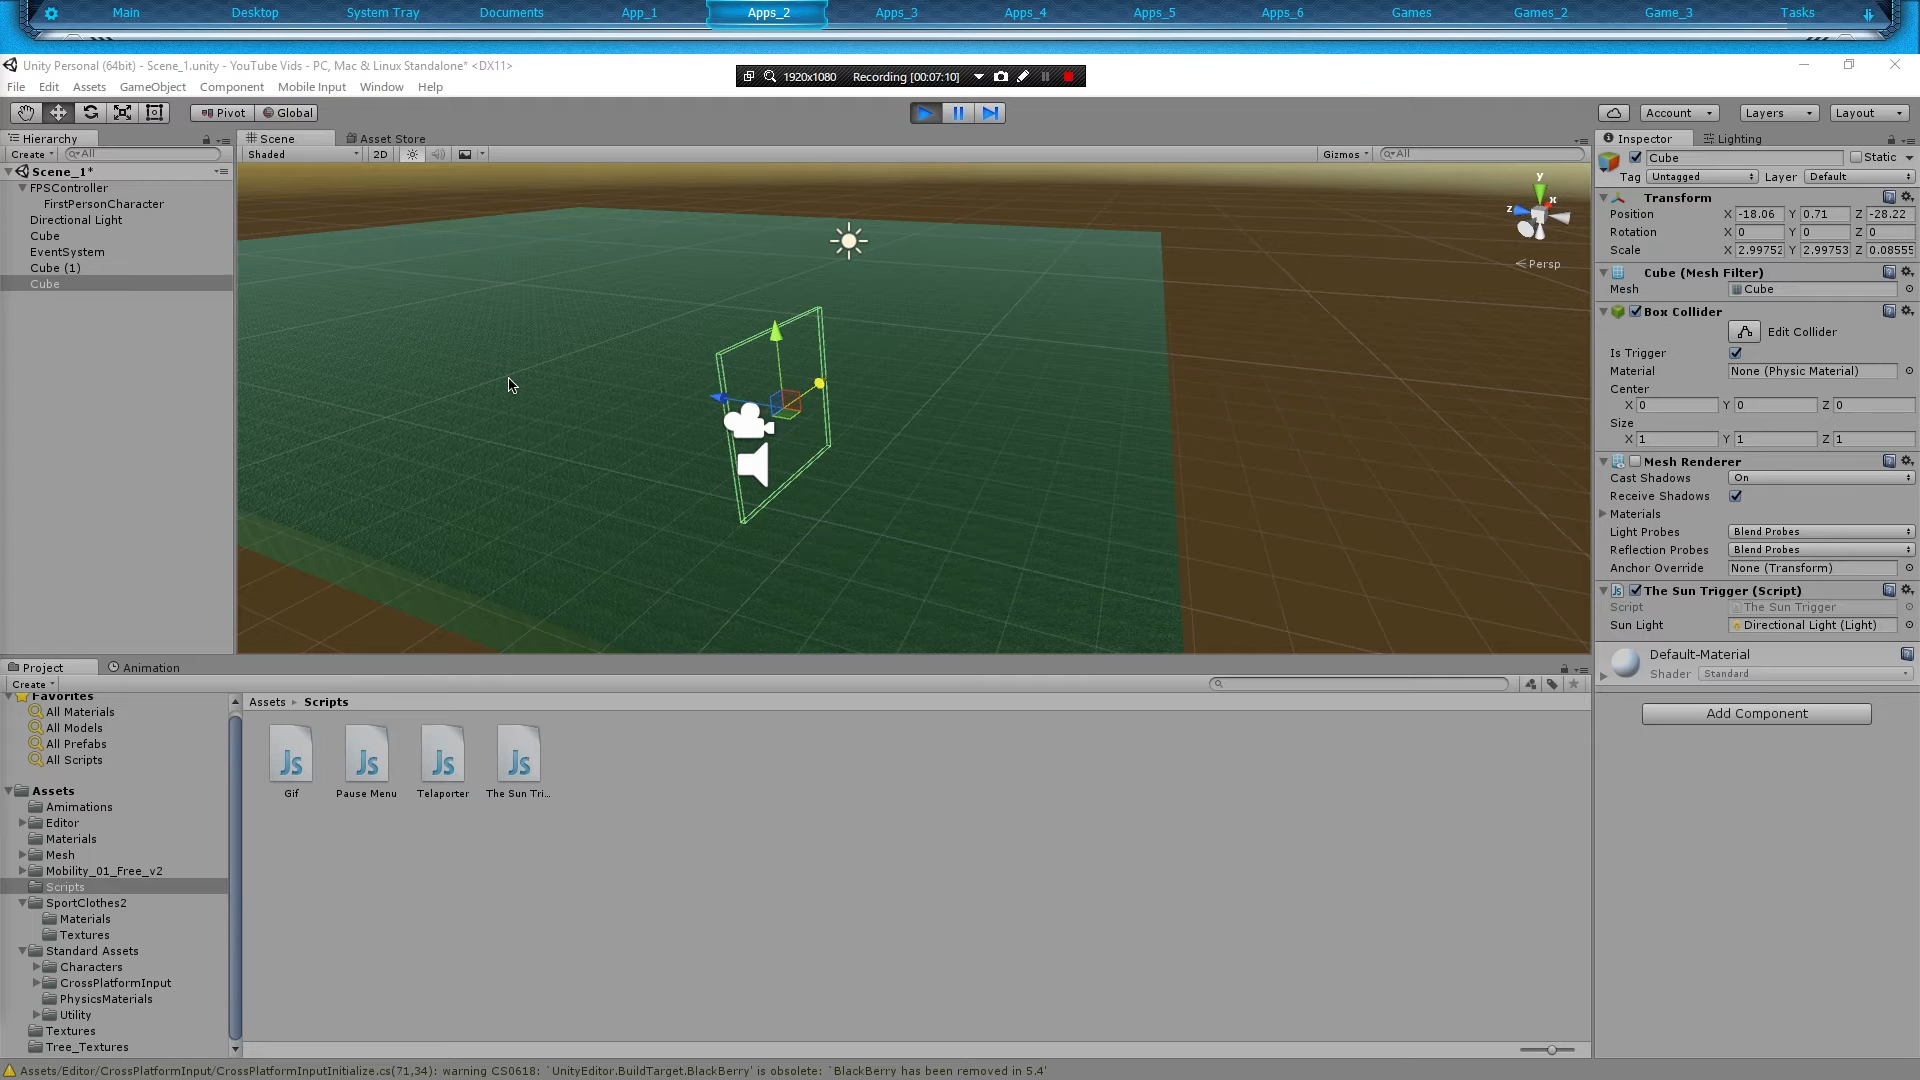 Main Desktop System Tray Documents App_1 Apps_2 Apps_3 Apps_4 Apps_5 Apps_6 Games Games_2 Game_3 Tasks
Unity Personal (64bit) - Scene_1.unity - YouTube Vids - PC, Mac & Linux Standalone* <DX11>
1920x1080 Recording [00:07:10]
File Edit Assets GameObject Component Mobile Input Window Help
Pivot Global Account Layers Layout
Hierarchy
Create All
Scene_1*
FPSController
FirstPersonCharacter
Directional Light
Cube
EventSystem
Cube (1)
Cube
Scene Asset Store
Shaded 2D Gizmos All
y
x
z
Persp
Inspector Lighting
Cube Static
Tag Untagged Layer Default
Transform
Position X -18.06 Y 0.71 Z -28.22
Rotation X 0 Y 0 Z 0
Scale X 2.99752 Y 2.99753 Z 0.08555
Cube (Mesh Filter)
Mesh Cube
Box Collider
Edit Collider
Is Trigger
Material None (Physic Material)
Center
X 0 Y 0 Z 0
Size
X 1 Y 1 Z 1
Mesh Renderer
Cast Shadows On
Receive Shadows
Materials
Light Probes Blend Probes
Reflection Probes Blend Probes
Anchor Override None (Transform)
Js The Sun Trigger (Script)
Script The Sun Trigger
Sun Light Directional Light (Light)
Default-Material
Shader Standard
Add Component
Project Animation
Create
Favorites
All Materials
All Models
All Prefabs
All Scripts
Assets
Amimations
Editor
Materials
Mesh
Mobility_01_Free_v2
Scripts
SportClothes2
Materials
Textures
Standard Assets
Characters
CrossPlatformInput
PhysicsMaterials
Utility
Textures
Tree_Textures
Assets Scripts
Js Js Js Js
Gif Pause Menu Telaporter The Sun Tri...
Assets/Editor/CrossPlatformInput/CrossPlatformInputInitialize.cs(71,34): warning CS0618: `UnityEditor.BuildTarget.BlackBerry' is obsolete: `BlackBerry has been removed in 5.4'